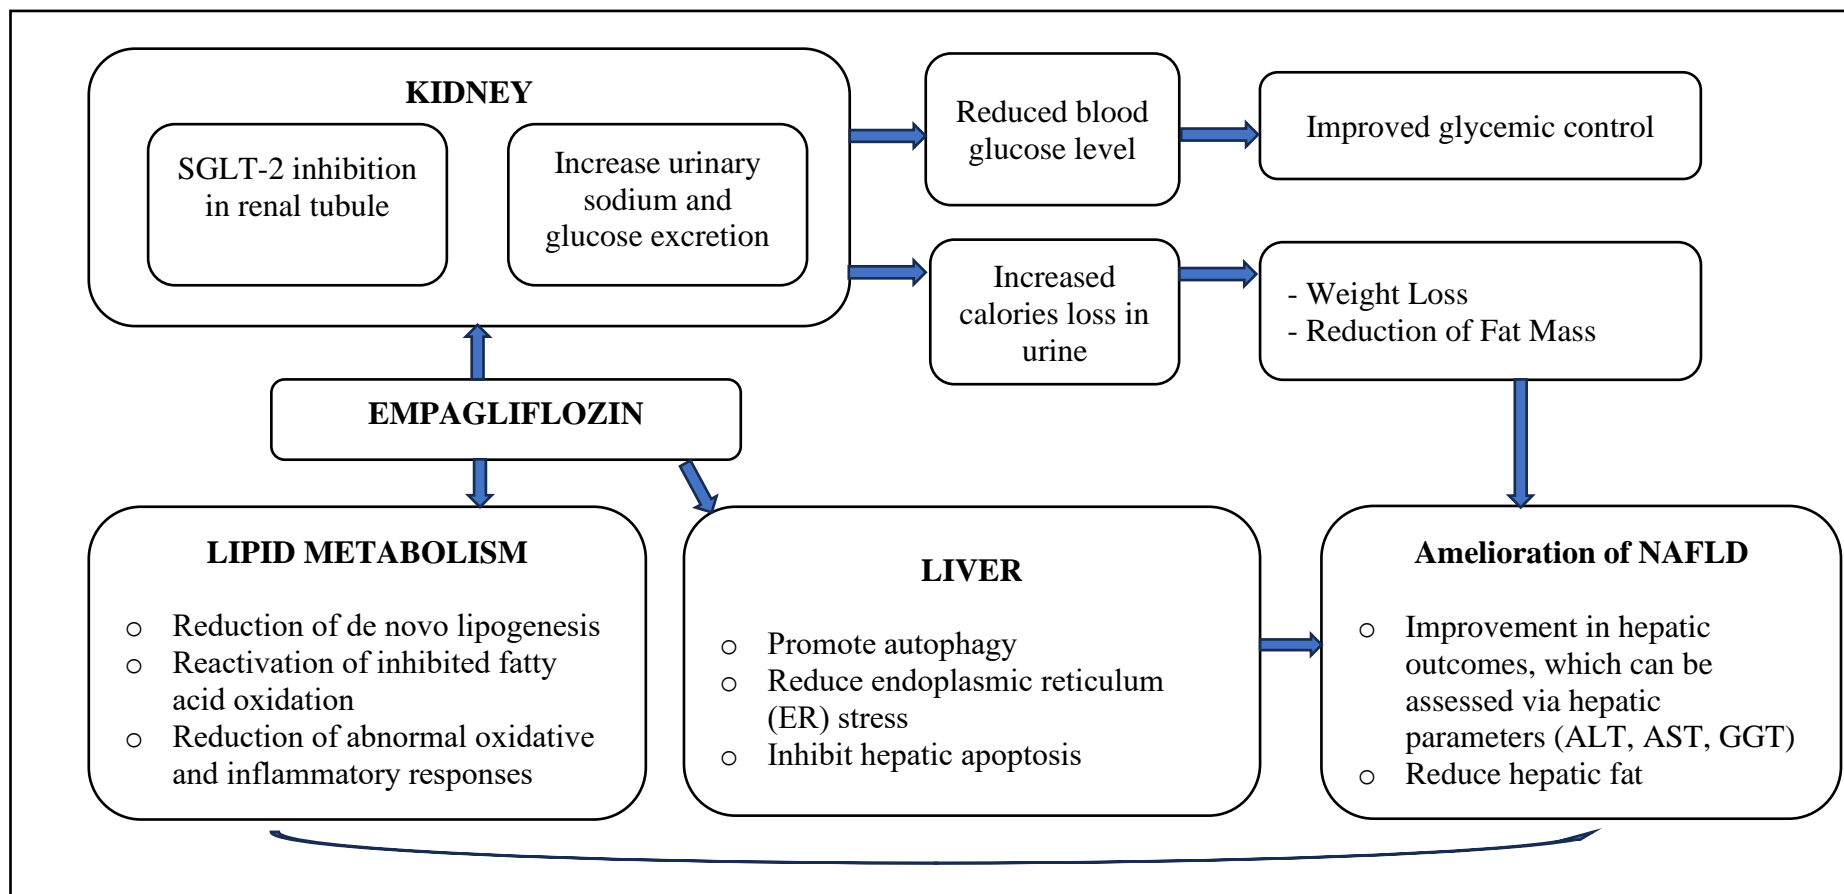 KIDNEY
SGLT-2 inhibition
in renal tubule
Increase urinary
sodium and
glucose excretion
Reduced blood
glucose level
Improved glycemic control
Increased
calories loss in
urine
- Weight Loss
- Reduction of Fat Mass
EMPAGLIFLOZIN
LIPID METABOLISM
o Reduction of de novo lipogenesis
o Reactivation of inhibited fatty
acid oxidation
o Reduction of abnormal oxidative
and inflammatory responses
LIVER
o Promote autophagy
o Reduce endoplasmic reticulum
(ER) stress
o Inhibit hepatic apoptosis
Amelioration of NAFLD
o Improvement in hepatic
outcomes, which can be
assessed via hepatic
parameters (ALT, AST, GGT)
o Reduce hepatic fat